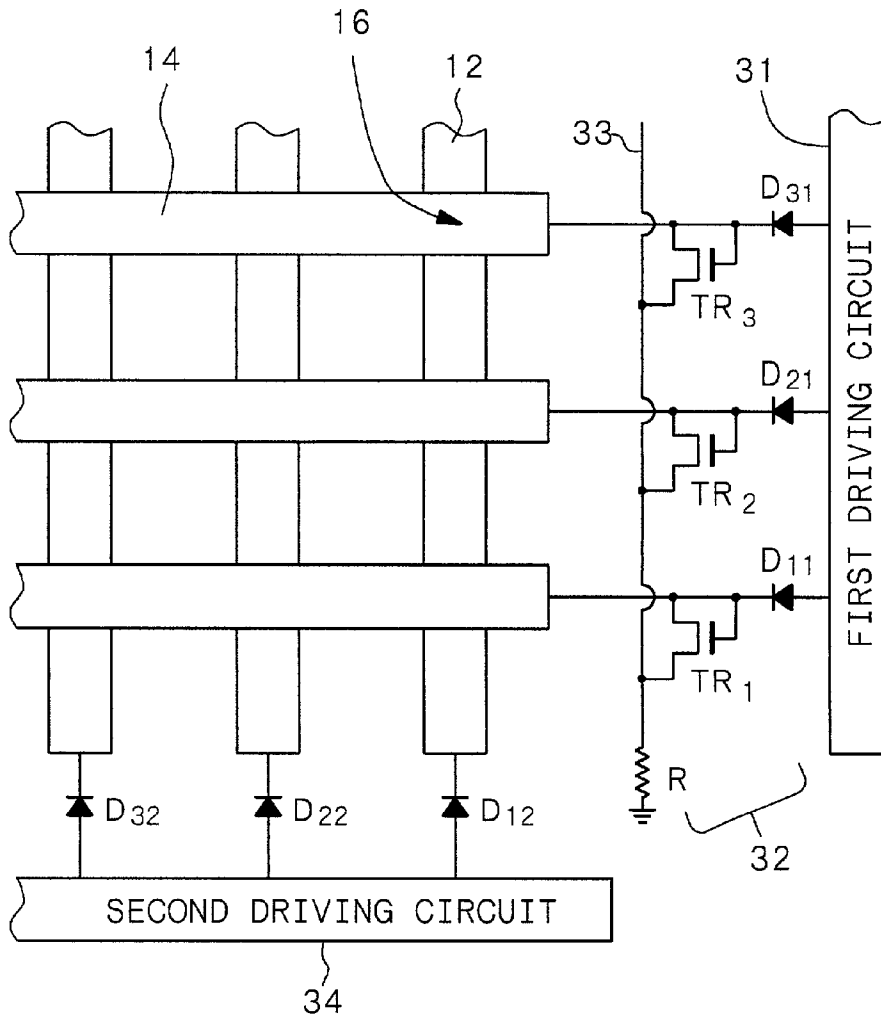 14
16
12
33
31
D31
TR3
D21
TR2
D11
TR1
FIRST DRIVING CIRCUIT
R
32
D32
D22
D12
SECOND DRIVING CIRCUIT
34